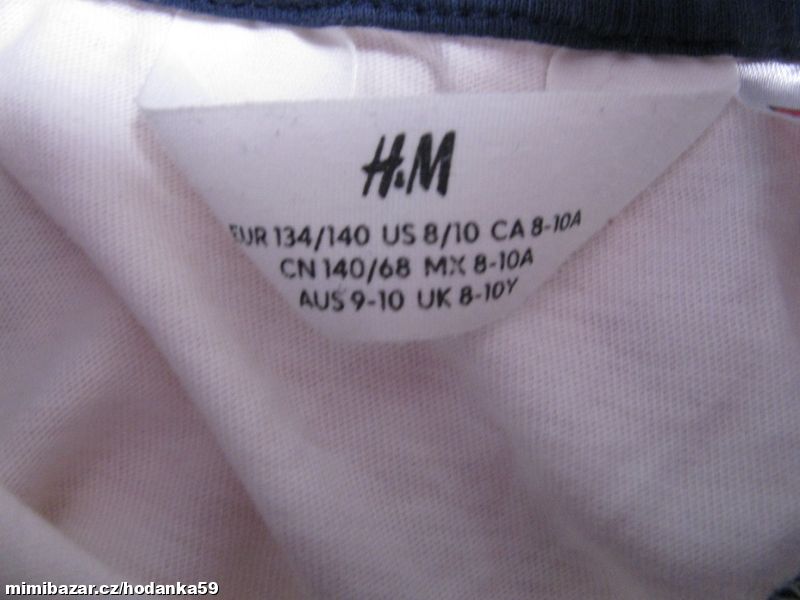 H&M
EUR 134/140 US 8/10 CA 8-10A
CN 140/68 MX 8-10A
AUS 9-10 UK 8-10Y
mimibazar.cz/hodanka59